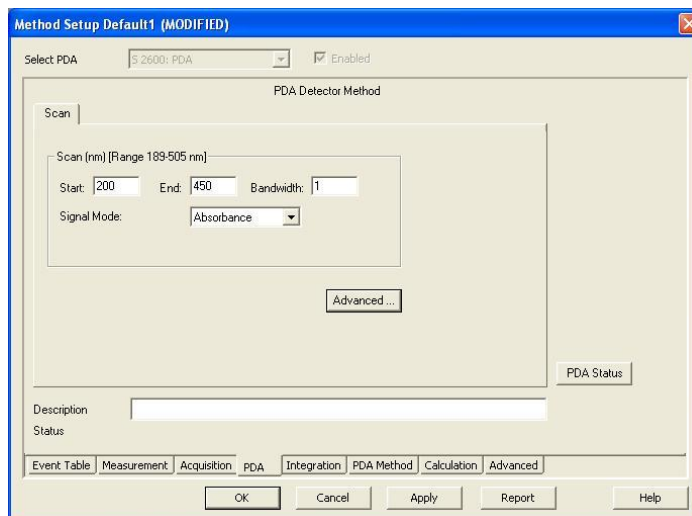 Method Setup Default1 (MODIFIED)
Select PDA S 2600: PDA Enabled
PDA Detector Method
Scan
Scan (nm) [Range 189-505 nm]
Start: 200 End: 450 Bandwidth: 1
Signal Mode: Absorbance
Advanced ...
PDA Status
Description
Status
Event Table Measurement Acquisition PDA Integration PDA Method Calculation Advanced
OK Cancel Apply Report Help